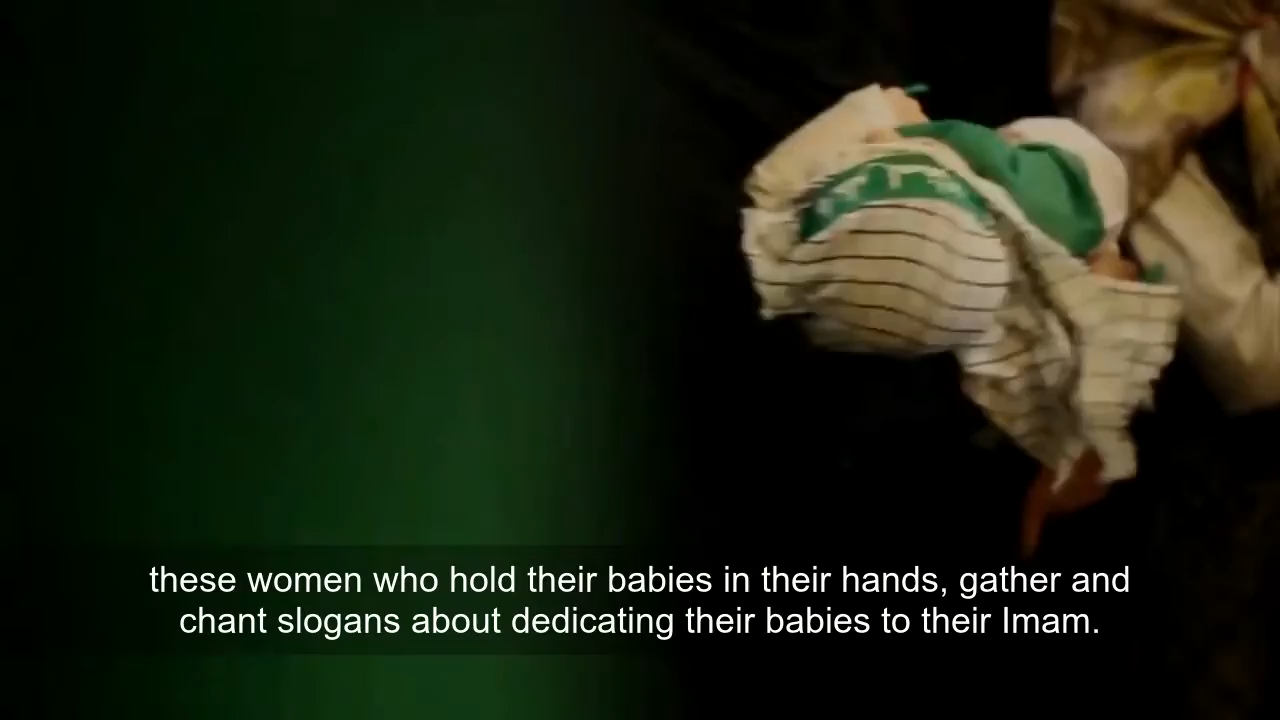 these women who hold their babies in their hands, gather and
chant slogans about dedicating their babies to their Imam.